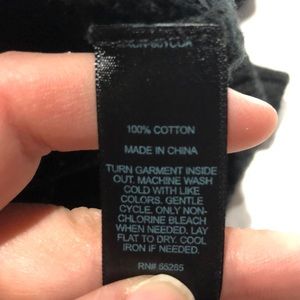 100% COTTON
MADE IN CHINA
TURN GARMENT INSIDE
OUT. MACHINE WASH
COLD WITH LIKE
COLORS. GENTLE
CYCLE. ONLY NON-
CHLORINE BLEACH
WHEN NEEDED. LAY
FLAT TO DRY. COOL
IRON IF NEEDED.
RN# 55285